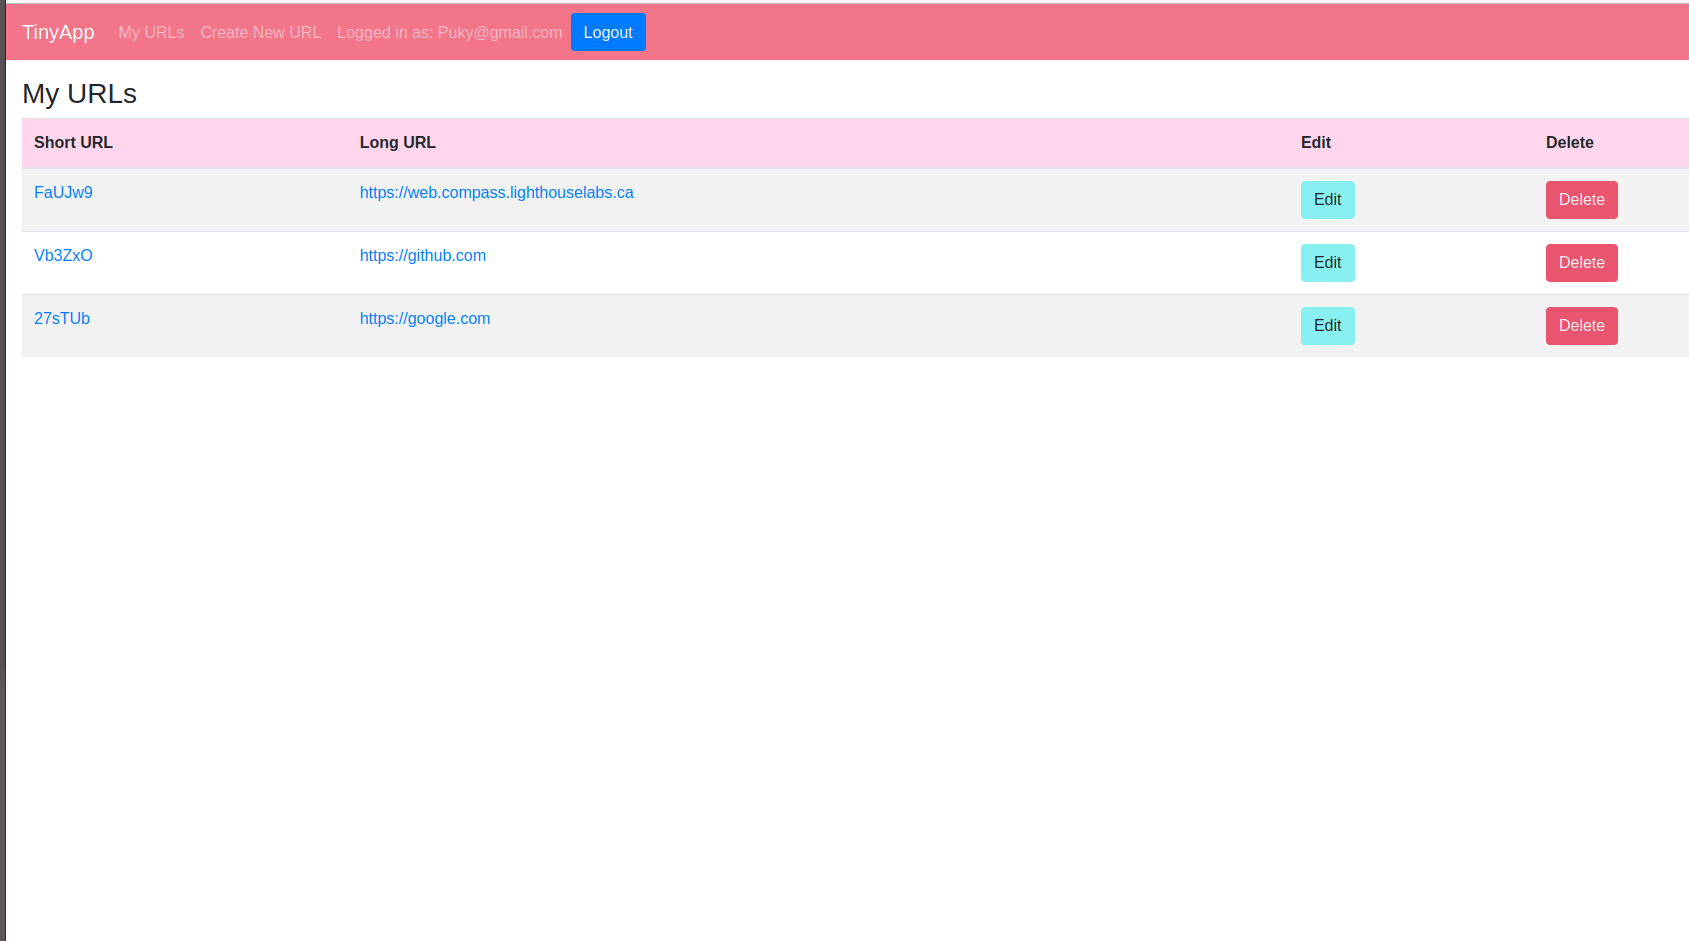 TinyApp My URLs Create New URL Logged in as: Puky@gmail.com Logout
My URLs
Short URL Long URL Edit Delete
FaUJw9 https://web.compass.lighthouselabs.ca Edit Delete
Vb3ZxO https://github.com Edit Delete
27sTUb https://google.com Edit Delete